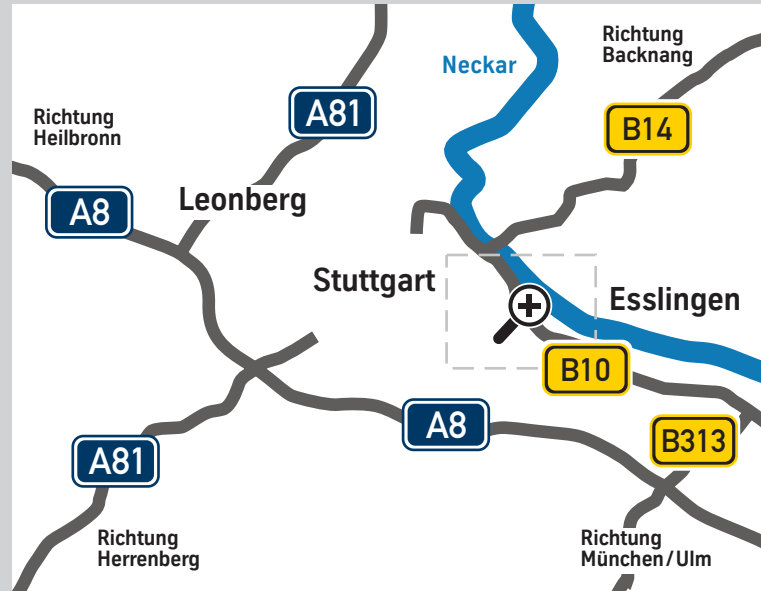 Richtung
Backnang
Neckar
A81
Richtung
Heilbronn
B14
A8
Leonberg
Stuttgart
Esslingen
B10
A8
B313
A81
Richtung
Herrenberg
Richtung
München/Ulm